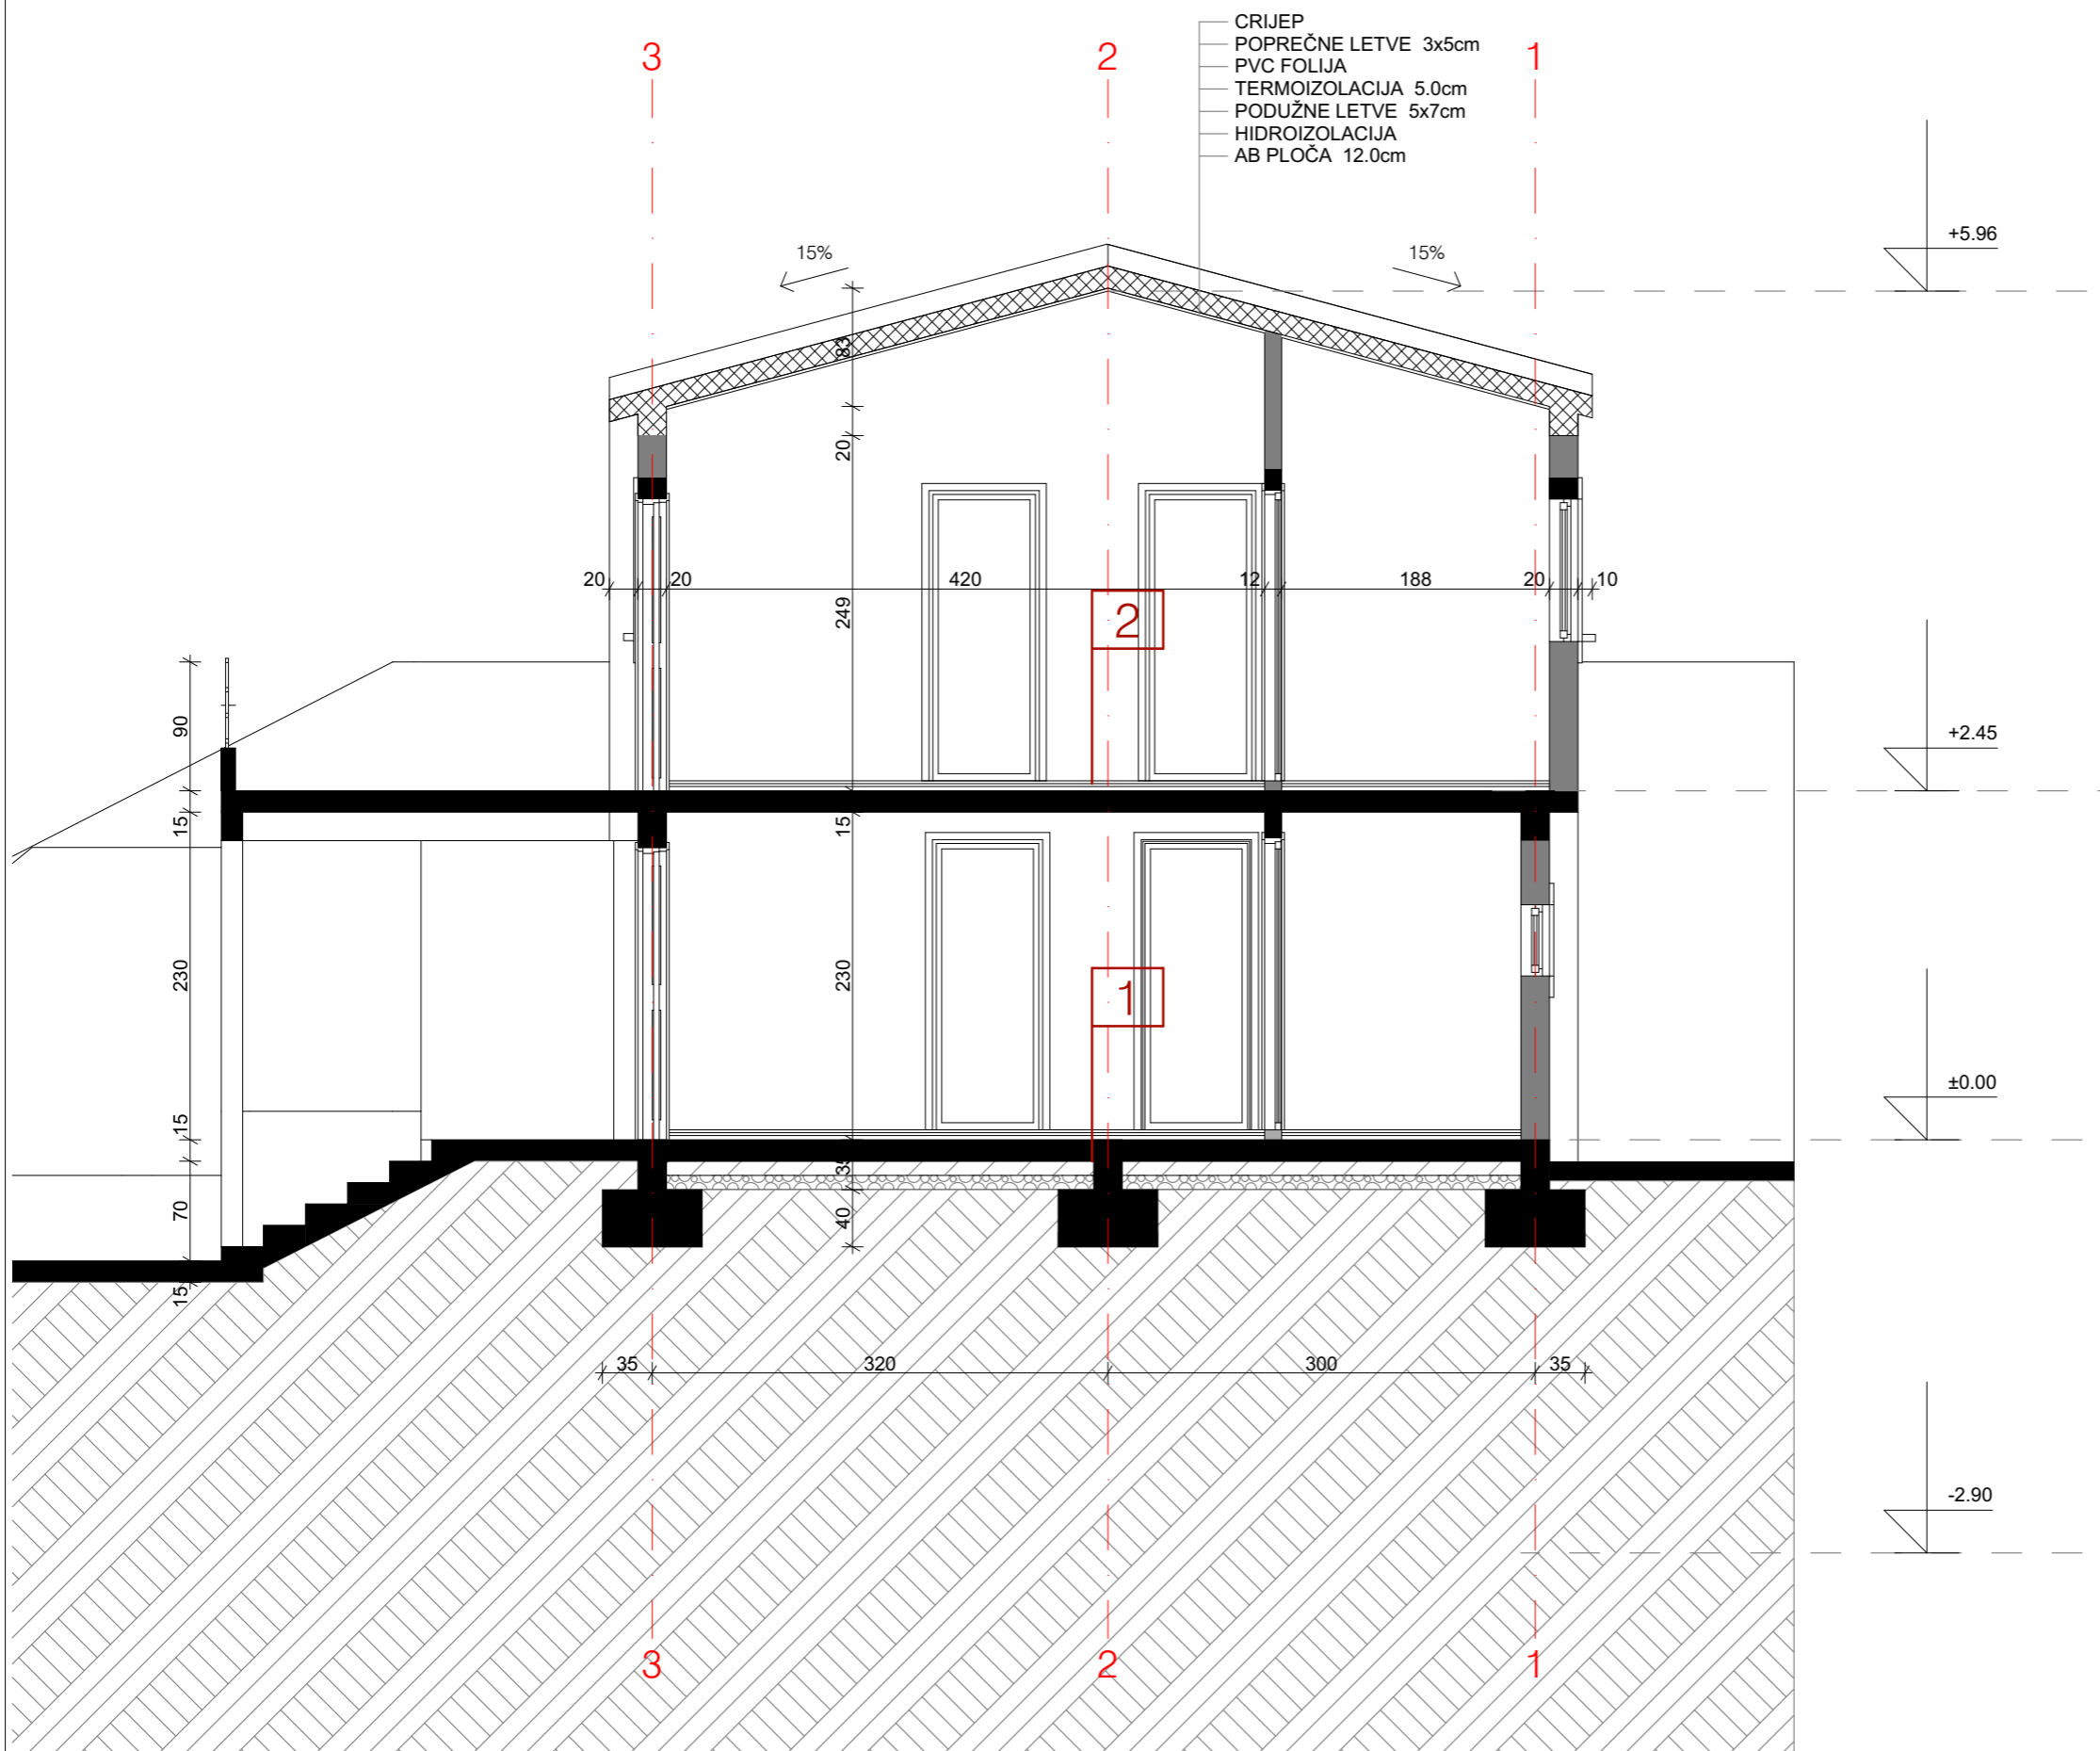 CRIJEP
POPREČNE LETVE 3x5cm
PVC FOLIJA
TERMOIZOLACIJA 5.0cm
PODUŽNE LETVE 5x7cm
HIDROIZOLACIJA
AB PLOČA 12.0cm
3 2 1
15% 15%
+5.96
83
20
20 20 420 12 188 20 10
249
2
90
+2.45
15 15
230 230
1
15
±0.00
35
70 40
15
35 320 300 35
-2.90
3 2 1